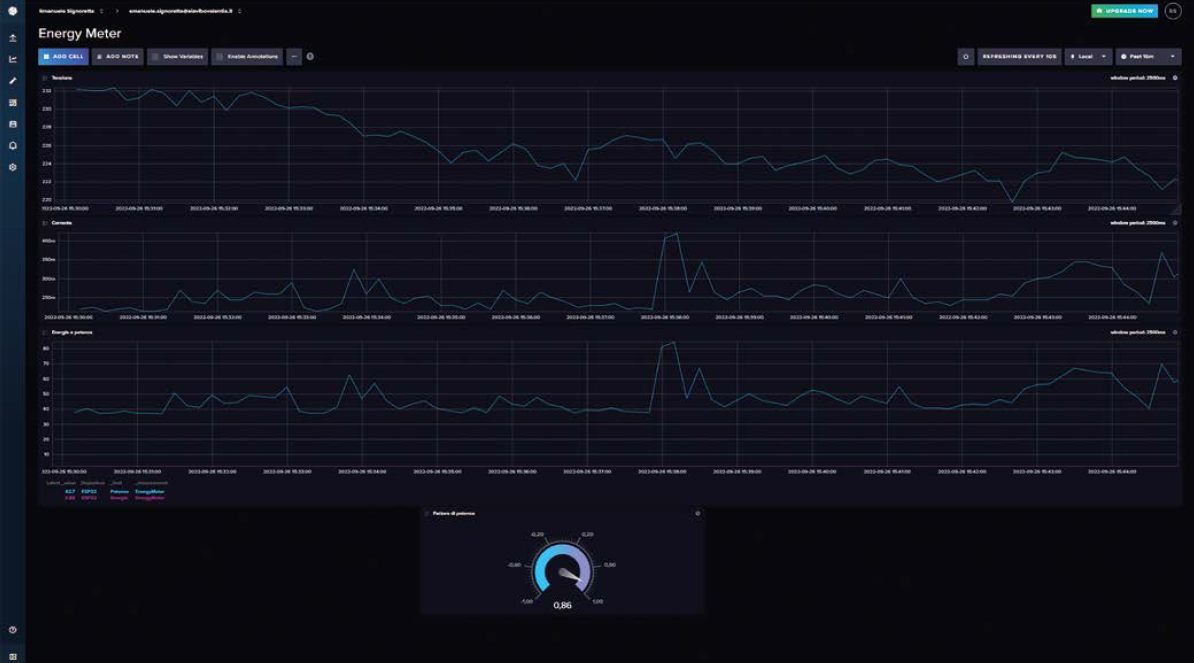 Emanuele Signoretta > emanuele.signoretta@elavibovalentia.it
UPGRADE NOW
ES
Energy Meter
ADD CELL ADD NOTE Show Variables Enable Annotations
REFRESHING EVERY 10S Local Past 15m
Tensione
window period: 2500ms
232
230
228
226
224
222
220
2022-09-26 15:30:00 2022-09-26 15:31:00 2022-09-26 15:32:00 2022-09-26 15:33:00 2022-09-26 15:34:00 2022-09-26 15:35:00 2022-09-26 15:36:00 2022-09-26 15:37:00 2022-09-26 15:38:00 2022-09-26 15:39:00 2022-09-26 15:40:00 2022-09-26 15:41:00 2022-09-26 15:42:00 2022-09-26 15:43:00 2022-09-26 15:44:00
Corrente
window period: 2500ms
350m
300m
250m
2022-09-26 15:30:00 2022-09-26 15:31:00 2022-09-26 15:32:00 2022-09-26 15:33:00 2022-09-26 15:34:00 2022-09-26 15:35:00 2022-09-26 15:36:00 2022-09-26 15:37:00 2022-09-26 15:38:00 2022-09-26 15:39:00 2022-09-26 15:40:00 2022-09-26 15:41:00 2022-09-26 15:42:00 2022-09-26 15:43:00 2022-09-26 15:44:00
Energia e potenza
window period: 2500ms
80
70
60
50
40
30
20
10
2022-09-26 15:30:00 2022-09-26 15:31:00 2022-09-26 15:32:00 2022-09-26 15:33:00 2022-09-26 15:34:00 2022-09-26 15:35:00 2022-09-26 15:36:00 2022-09-26 15:37:00 2022-09-26 15:38:00 2022-09-26 15:39:00 2022-09-26 15:40:00 2022-09-26 15:41:00 2022-09-26 15:42:00 2022-09-26 15:43:00 2022-09-26 15:44:00
Latest _value Dispositivo _field _measurement
ESP32 Potenza EnergyMeter
ESP32 Energia EnergyMeter
Fattore di potenza
-0,20 0,20
-0,60 0,60
-1,00 1,00
0,86